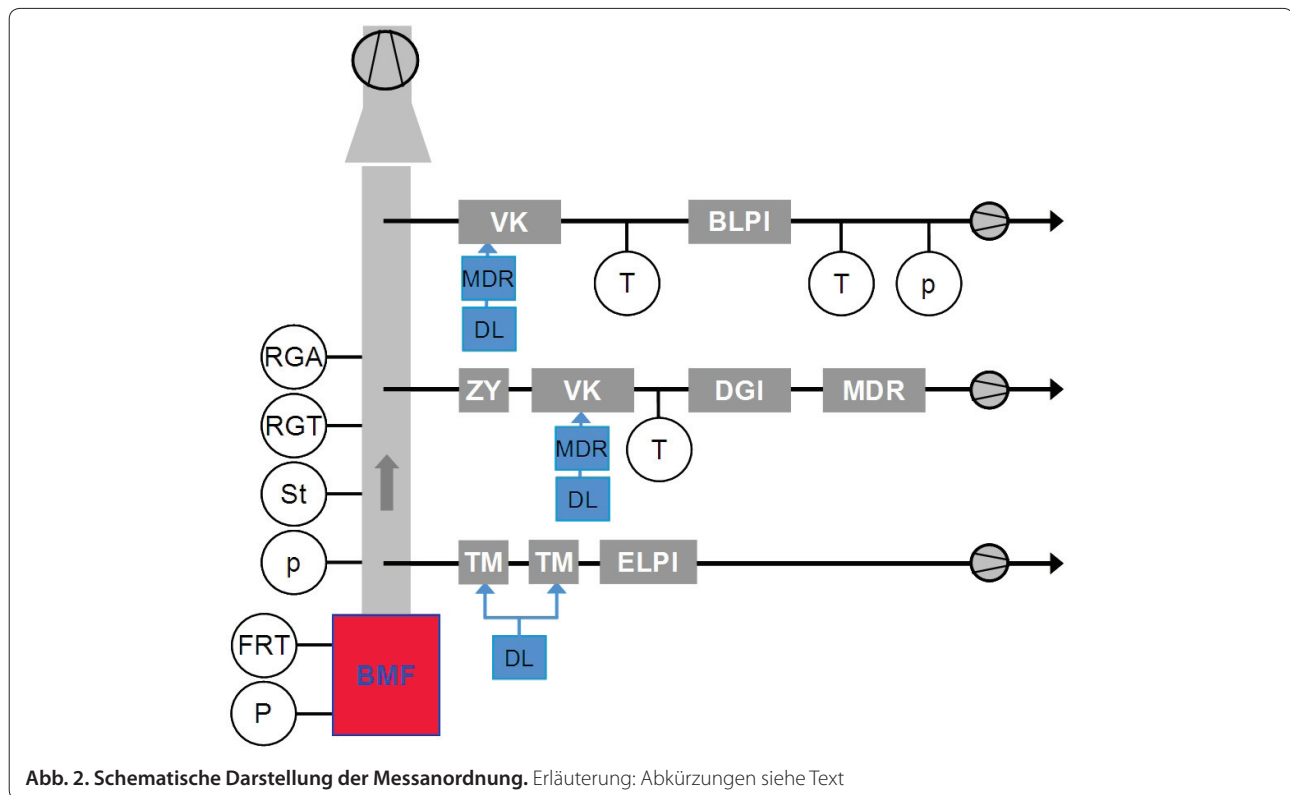 VK
BLPI
MDR
T
T
p
DL
RGA
ZY
VK
DGI
MDR
RGT
MDR
T
St
DL
p
TM
TM
ELPI
FRT
BMF
DL
P
Abb. 2. Schematische Darstellung der Messanordnung. Erläuterung: Abkürzungen siehe Text